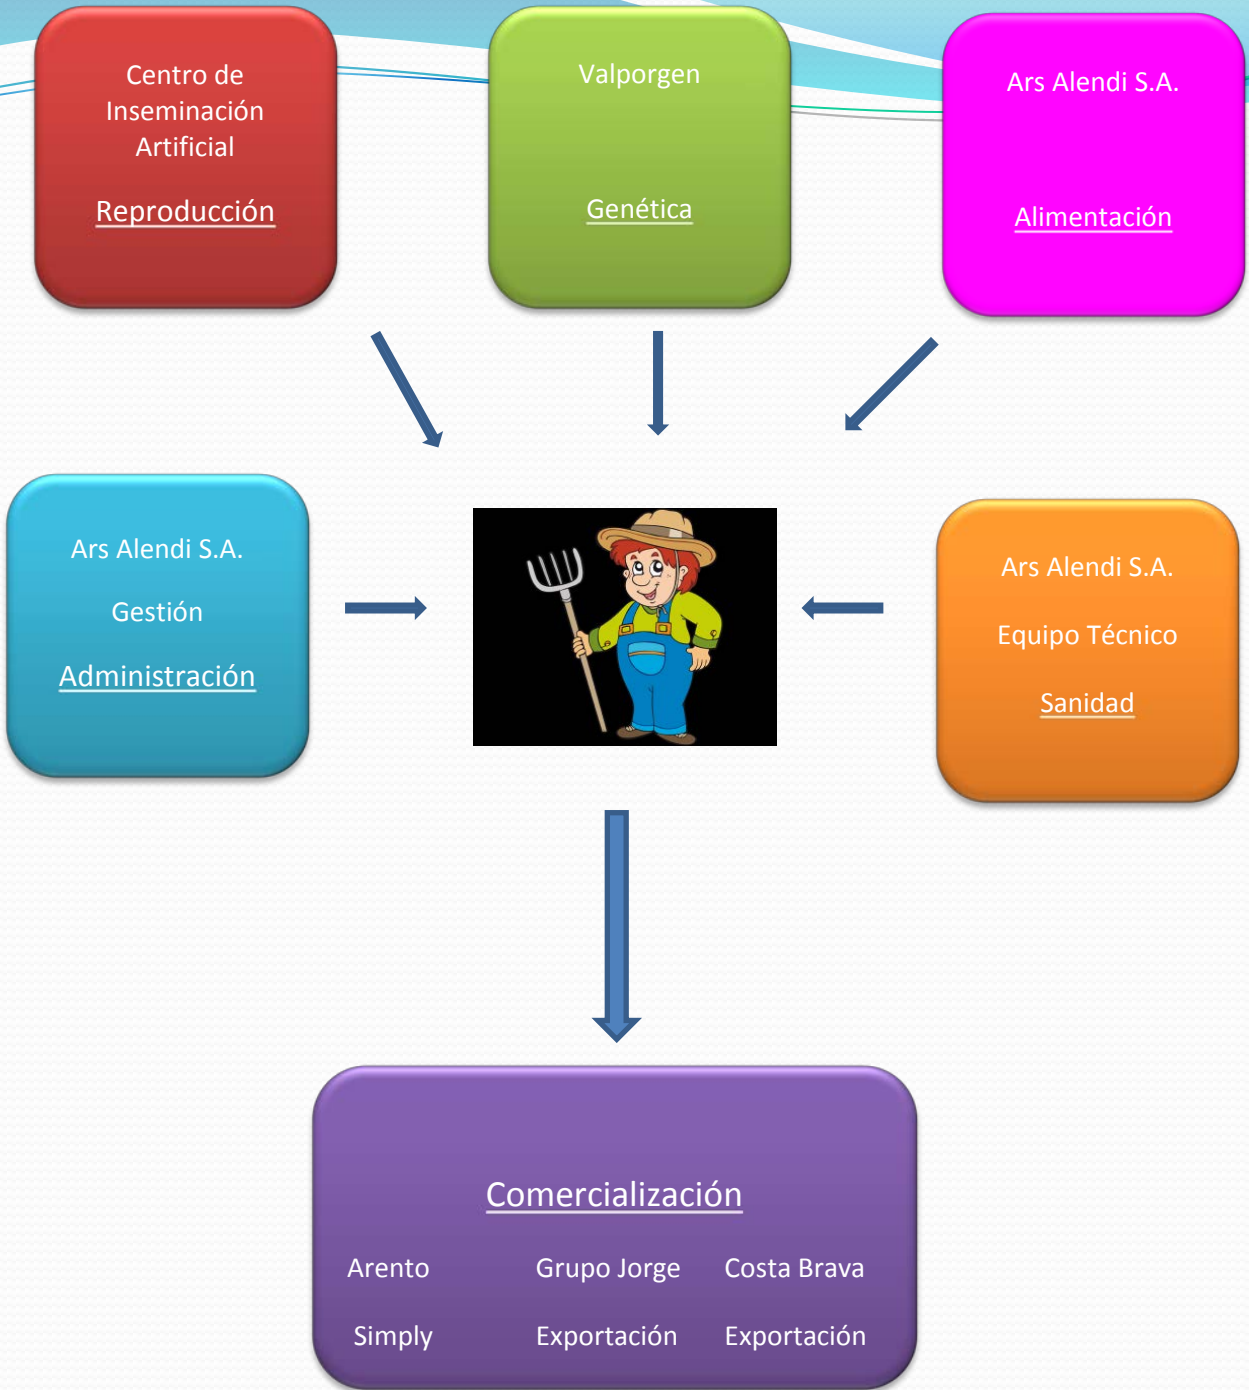 Centro de
Inseminación
Artificial
Reproducción
Valporgen
Genética
Ars Alendi S.A.
Alimentación
Ars Alendi S.A.
Gestión
Administración
Ars Alendi S.A.
Equipo Técnico
Sanidad
Comercialización
Arento Grupo Jorge Costa Brava
Simply Exportación Exportación